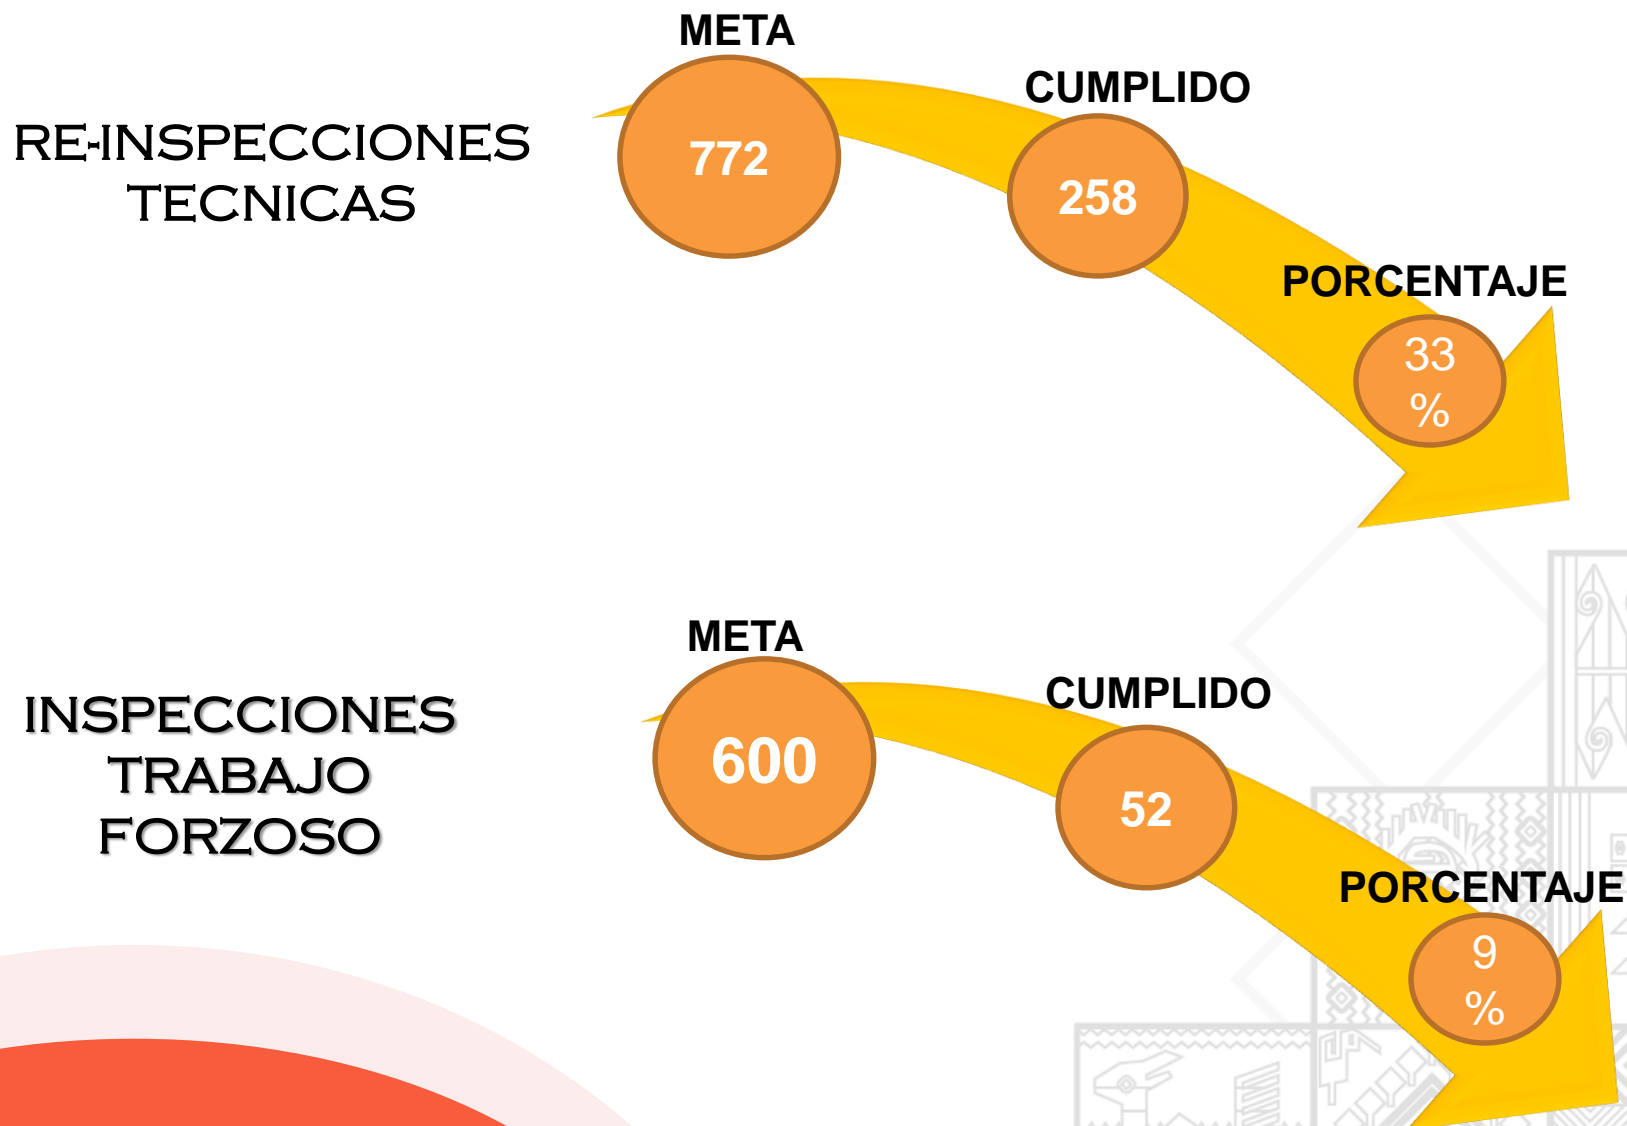 META
CUMPLIDO
RE-INSPECCIONES
TECNICAS
772
258
PORCENTAJE
33
%
META
CUMPLIDO
INSPECCIONES
TRABAJO
FORZOSO
600
52
PORCENTAJE
9
%